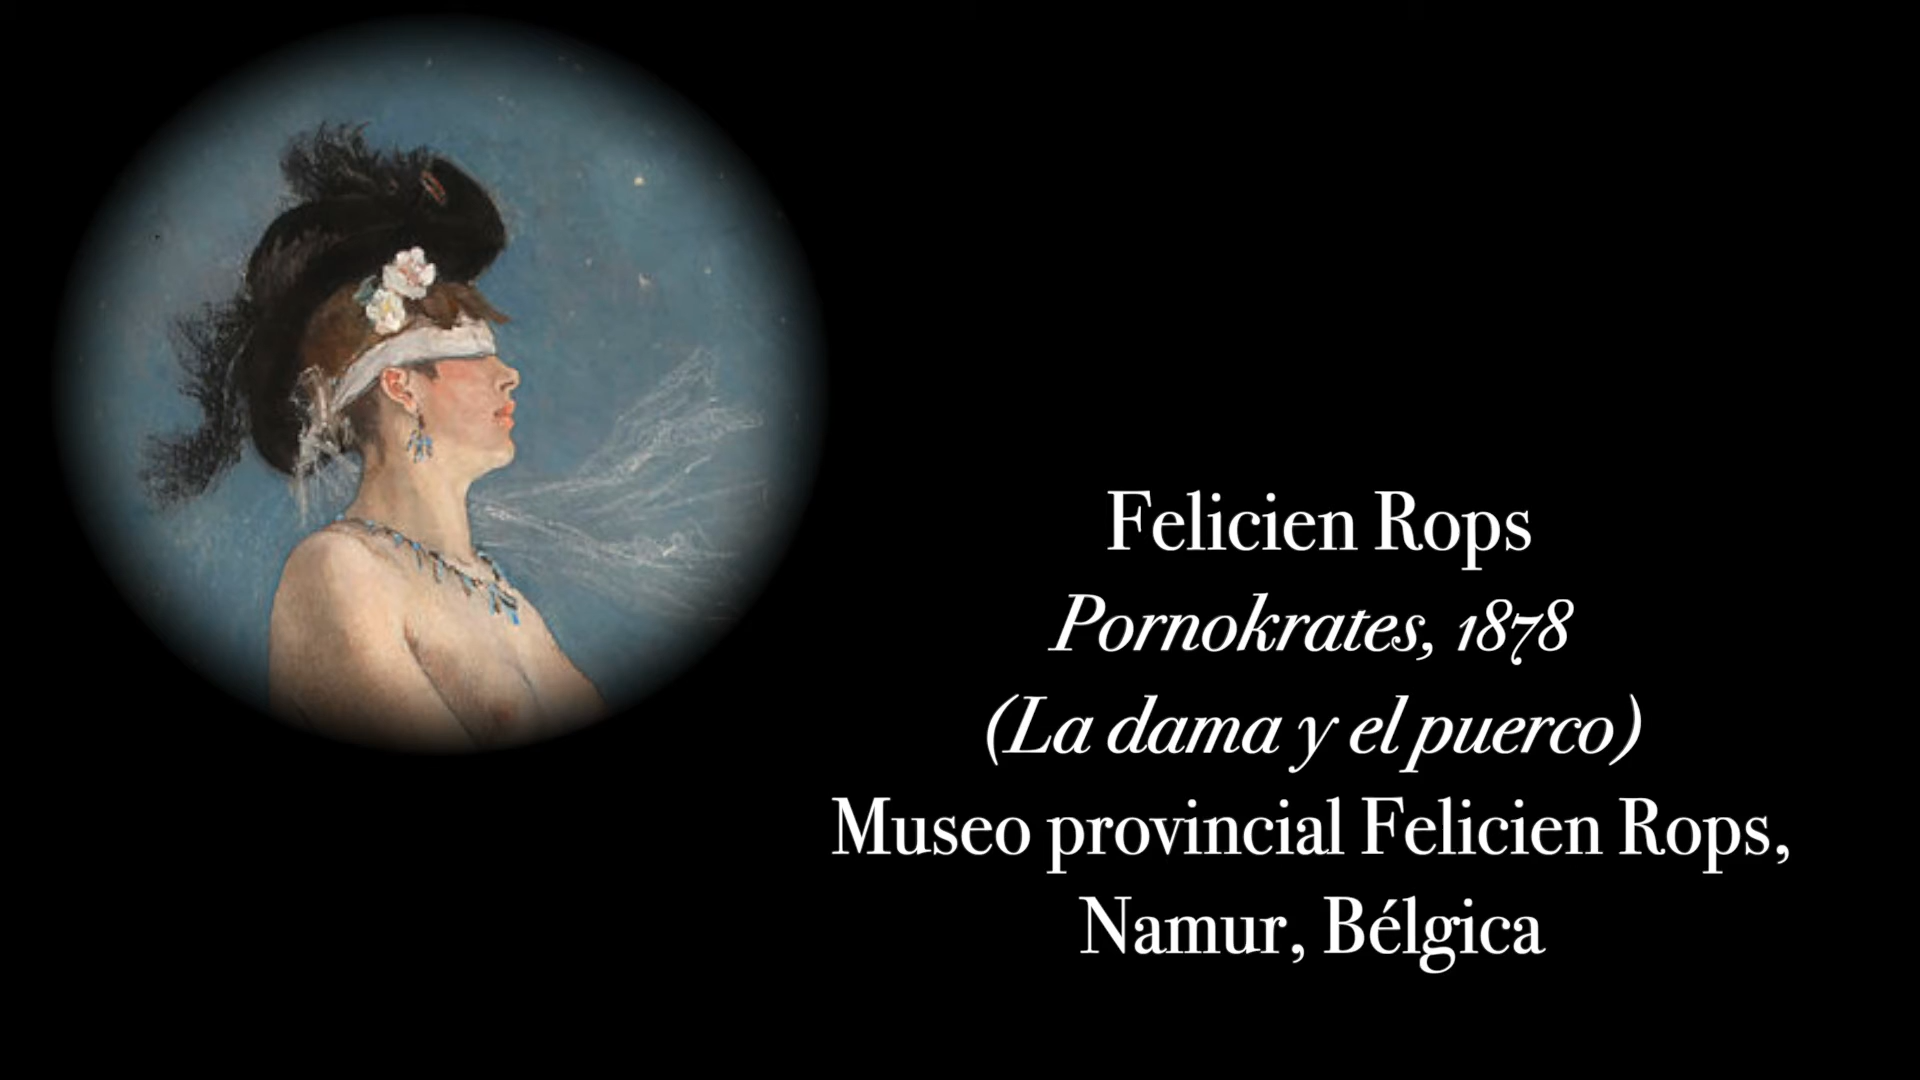 Felicien Rops
Pornokrates, 1878
(La dama y el puerco)
Museo provincial Felicien Rops,
Namur, Bélgica